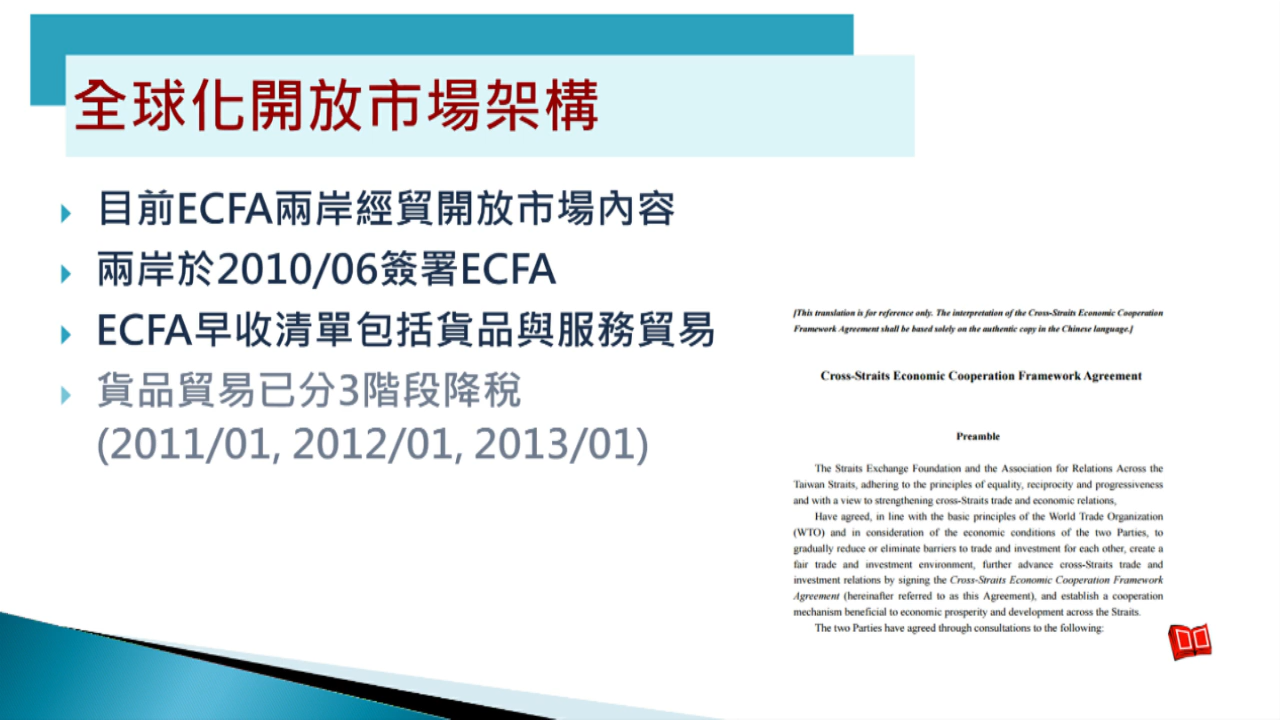 全球化開放市場架構
目前ECFA兩岸經貿開放市場內容
兩岸於2010/06簽署ECFA
ECFA早收清單包括貨品與服務貿易
貨品貿易已分3階段降稅
(2011/01, 2012/01, 2013/01)
[This translation is for reference only. The interpretation of the Cross-Straits Economic Cooperation
Framework Agreement shall be based solely on the authentic copy in the Chinese language.]
Cross-Straits Economic Cooperation Framework Agreement
Preamble
The Straits Exchange Foundation and the Association for Relations Across the
Taiwan Straits, adhering to the principles of equality, reciprocity and progressiveness
and with a view to strengthening cross-Straits trade and economic relations,
Have agreed, in line with the basic principles of the World Trade Organization
(WTO) and in consideration of the economic conditions of the two Parties, to
gradually reduce or eliminate barriers to trade and investment for each other, create a
fair trade and investment environment, further advance cross-Straits trade and
investment relations by signing the Cross-Straits Economic Cooperation Framework
Agreement (hereinafter referred to as this Agreement), and establish a cooperation
mechanism beneficial to economic prosperity and development across the Straits.
The two Parties have agreed through consultations to the following: